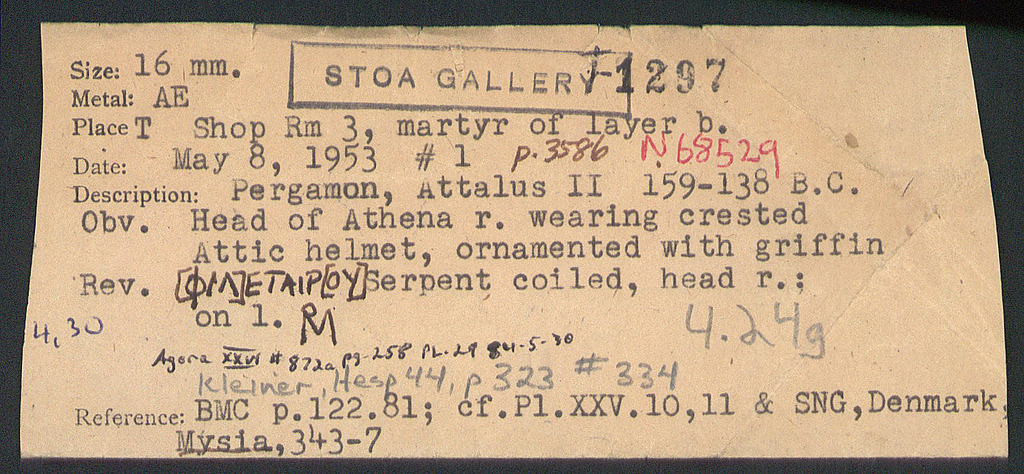 Size: 16 mm. STOA GALLERY 1297
Metal: AE
Place T Shop Rm 3, martyr of layer b.
Date: May 8, 1953 #1 p.3586 N68529
Description: Pergamon, Attalus II 159-138 B.C.
Obv. Head of Athena r. wearing crested
Attic helmet, ornamented with griffin
Rev. [ΦΙΛ]ΕΤΑΙΡ[ΟΥ] Serpent coiled, head r.;
on l.
4.30 4.24g
Agora XXVI #872a pg-258 PL.29 84-5-30
Kleiner, Hesp 44, p 323 #334
Reference: BMC p.122.81; cf.Pl.XXV.10,11 & SNG,Denmark,
Mysia,343-7